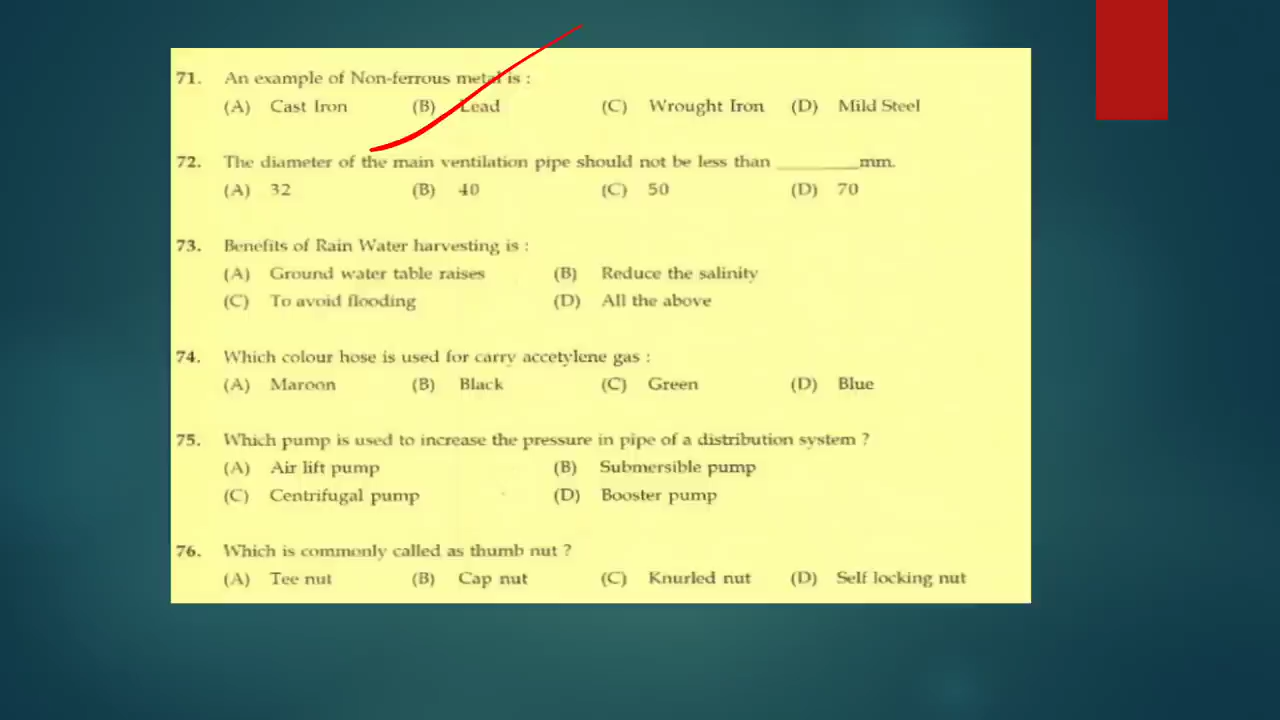 71. An example of Non-ferrous metal is :
(A) Cast Iron (B) Lead (C) Wrought Iron (D) Mild Steel
72. The diameter of the main ventilation pipe should not be less than ________mm.
(A) 32 (B) 40 (C) 50 (D) 70
73. Benefits of Rain Water harvesting is :
(A) Ground water table raises (B) Reduce the salinity
(C) To avoid flooding (D) All the above
74. Which colour hose is used for carry accetylene gas :
(A) Maroon (B) Black (C) Green (D) Blue
75. Which pump is used to increase the pressure in pipe of a distribution system ?
(A) Air lift pump (B) Submersible pump
(C) Centrifugal pump (D) Booster pump
76. Which is commonly called as thumb nut ?
(A) Tee nut (B) Cap nut (C) Knurled nut (D) Self locking nut